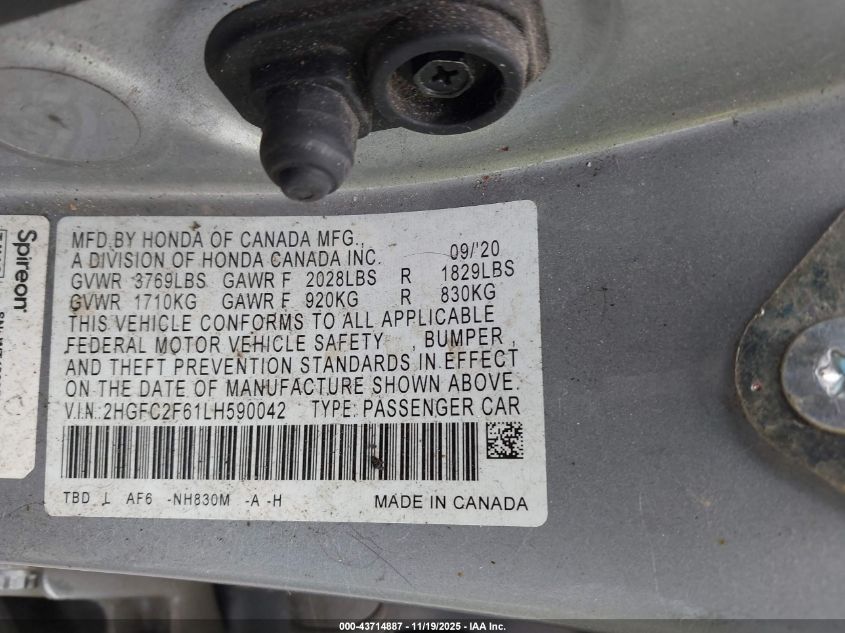 MFD.BY HONDA OF CANADA MFG.,
A DIVISION OF HONDA CANADA INC. 09/'20
GVWR 3769LBS GAWR F 2028LBS R 1829LBS
GVWR 1710KG GAWR F 920KG R 830KG
THIS VEHICLE CONFORMS TO ALL APPLICABLE
FEDERAL MOTOR VEHICLE SAFETY , BUMPER ,
AND THEFT PREVENTION STANDARDS IN EFFECT
ON THE DATE OF MANUFACTURE SHOWN ABOVE.
V.I.N.:2HGFC2F61LH590042 TYPE: PASSENGER CAR
TBD L AF6 -NH830M -A -H MADE IN CANADA
Spireon
000-43714887 - 11/19/2025 - IAA Inc.